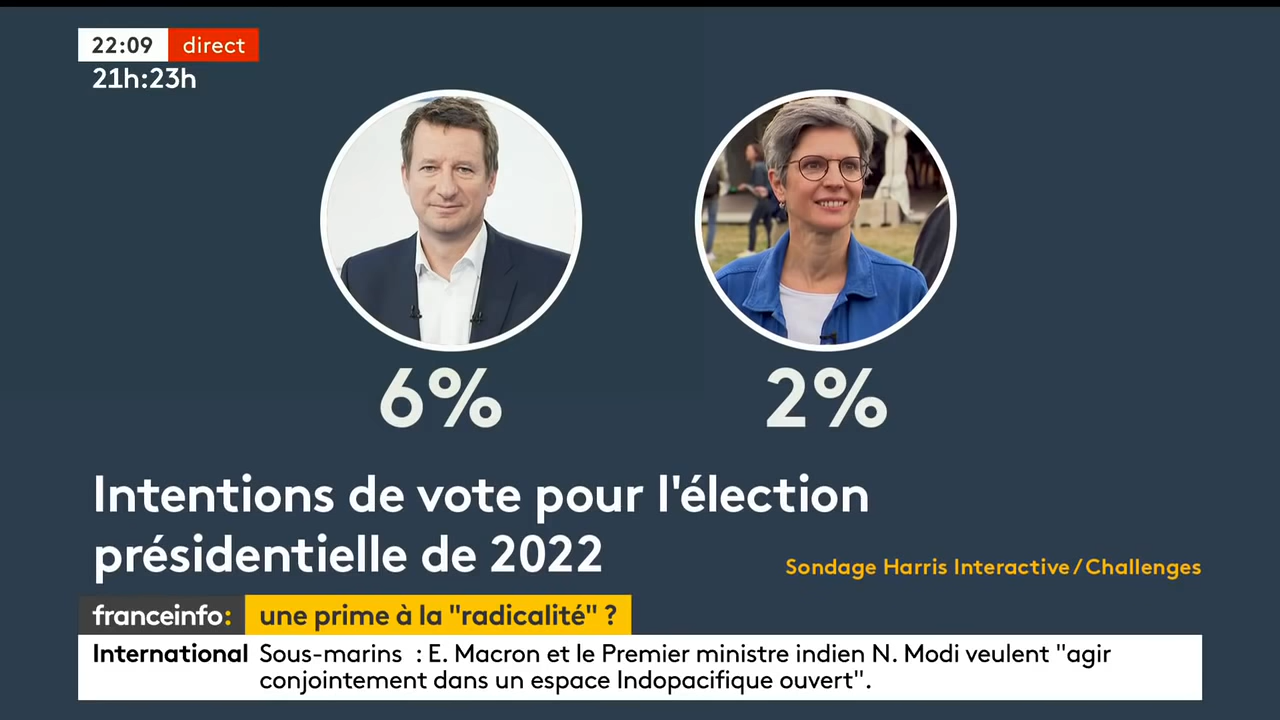 22:09 direct
21h:23h
6% 2%
Intentions de vote pour l'élection
présidentielle de 2022
Sondage Harris Interactive / Challenges
franceinfo: une prime à la "radicalité" ?
International Sous-marins : E. Macron et le Premier ministre indien N. Modi veulent "agir
conjointement dans un espace Indopacifique ouvert".